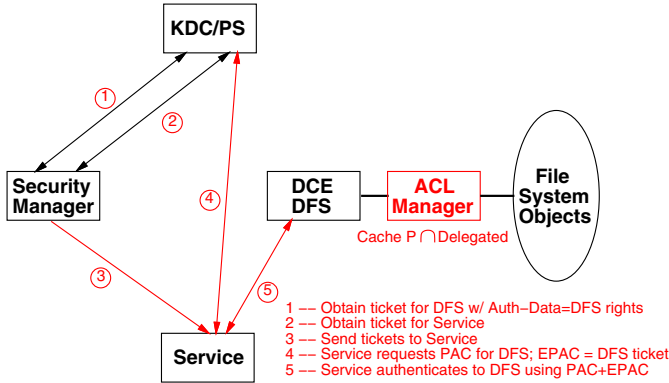 KDC/PS
1
2
Security
Manager
4
DCE
DFS
ACL
Manager
File
System
Objects
Cache P ∩ Delegated
3
5
Service
1 −− Obtain ticket for DFS w/ Auth−Data=DFS rights
2 −− Obtain ticket for Service
3 −− Send tickets to Service
4 −− Service requests PAC for DFS; EPAC = DFS ticket
5 −− Service authenticates to DFS using PAC+EPAC